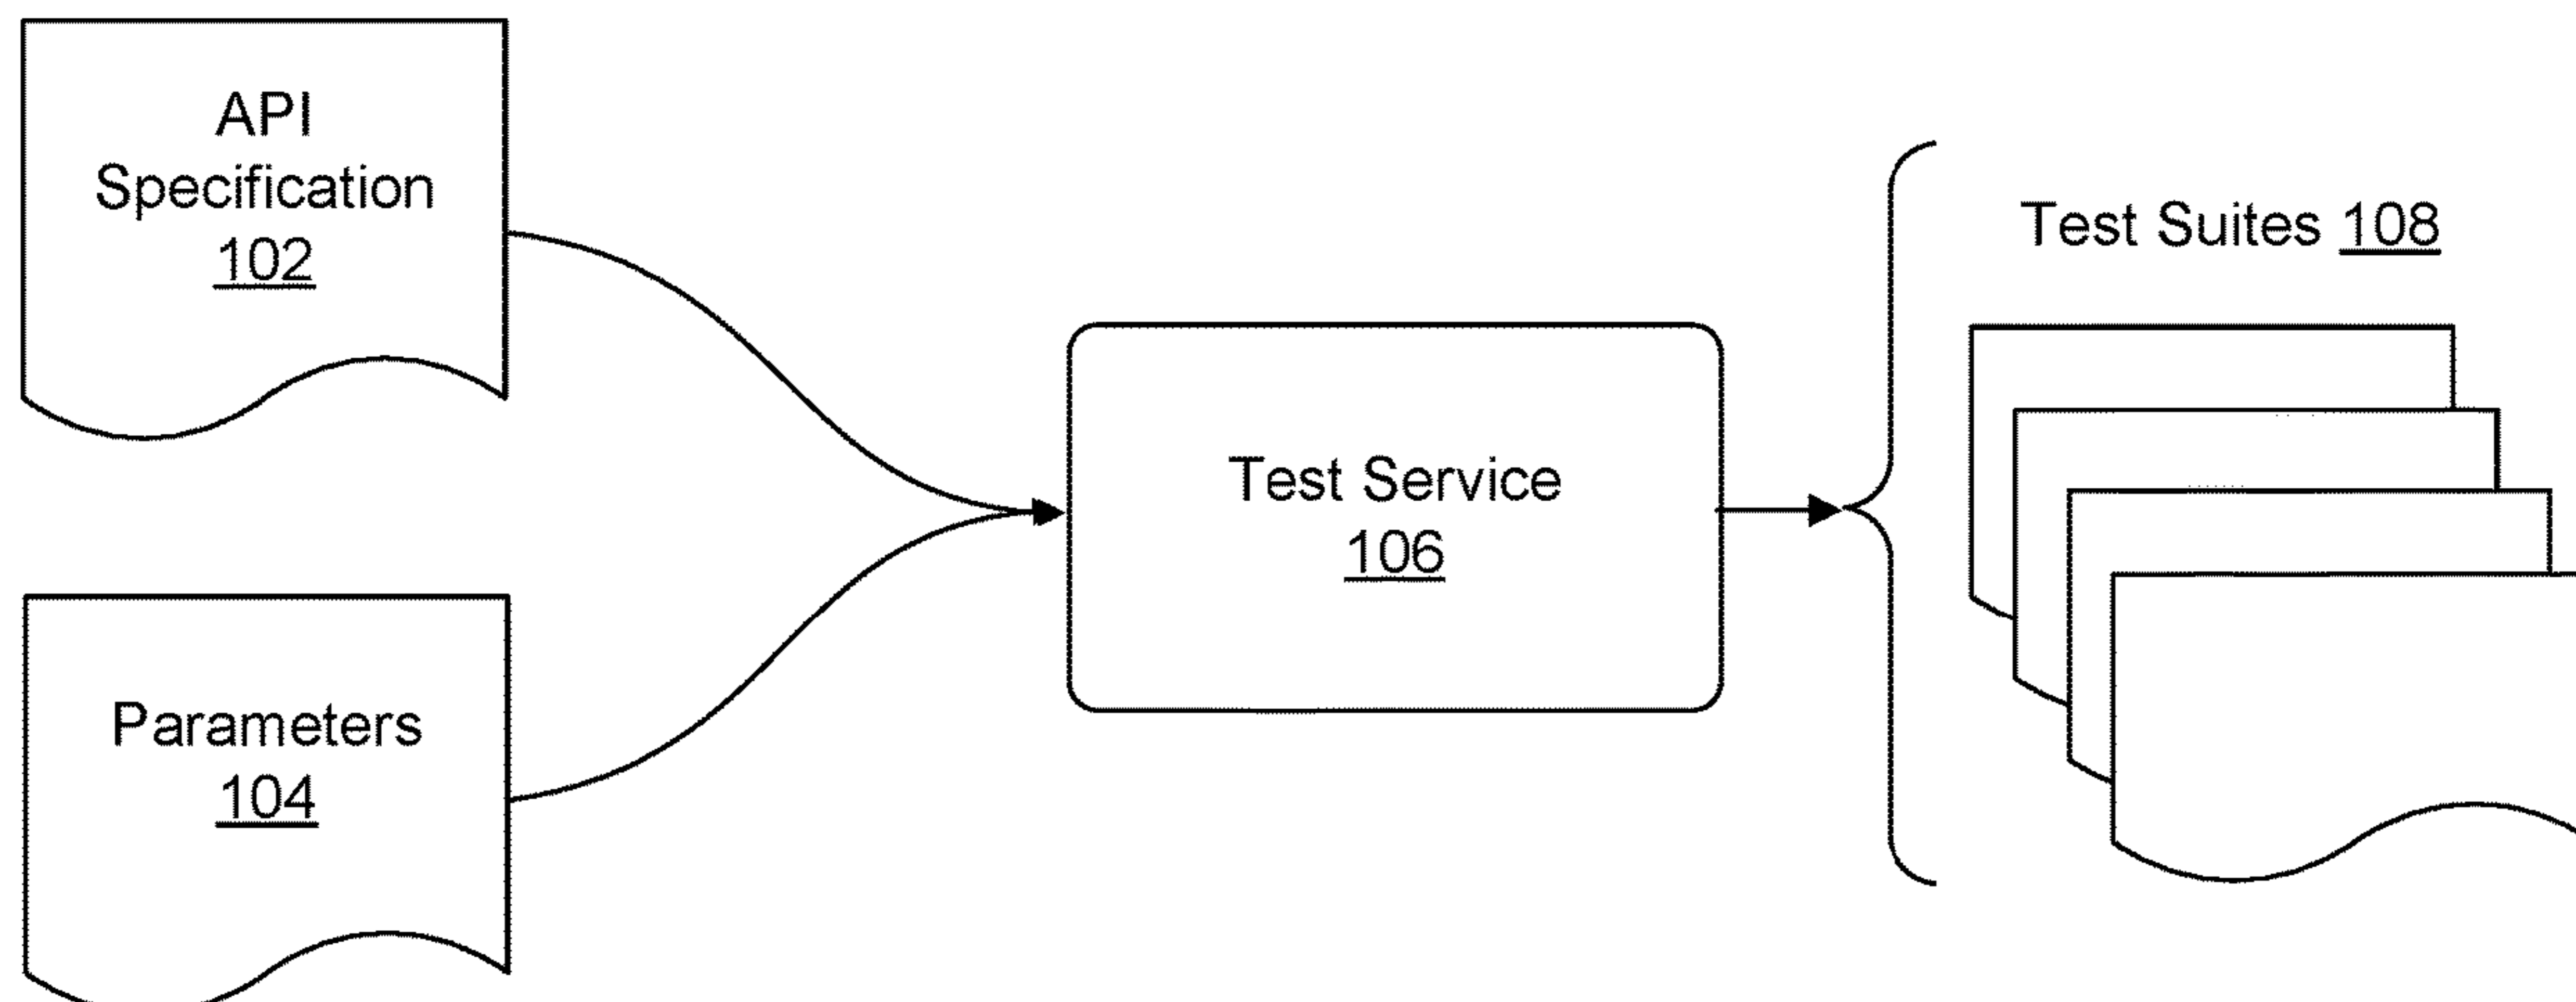 API
Specification
102
Parameters
104
Test Service
106
Test Suites 108